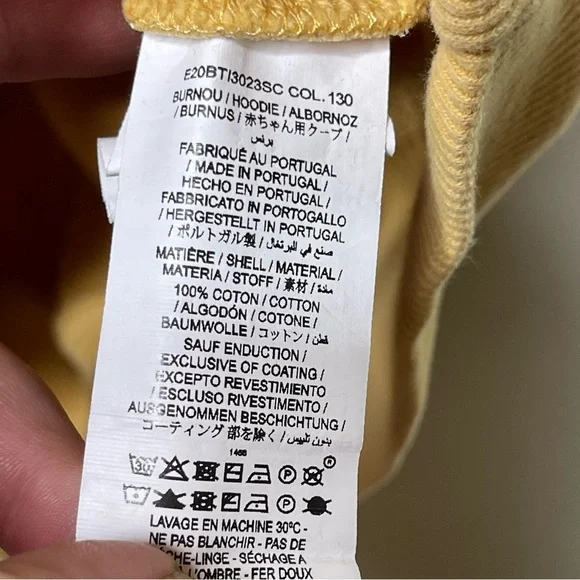 E20BTI3023SC COL. 130
BURNOU / HOODIE / ALBORNOZ
/ BURNUS / 赤ちゃん用ケープ /
برنس
FABRIQUÉ AU PORTUGAL
/ MADE IN PORTUGAL /
HECHO EN PORTUGAL /
FABBRICATO IN PORTOGALLO
/ HERGESTELLT IN PORTUGAL
/ ポルトガル製 / صنع في البرتغال
MATIÈRE / SHELL / MATERIAL /
MATERIA / STOFF / 素材 / مادة
100% COTON / COTTON
/ ALGODÓN / COTONE /
BAUMWOLLE / コットン / قطن
SAUF ENDUCTION /
EXCLUSIVE OF COATING /
EXCEPTO REVESTIMIENTO
/ ESCLUSO RIVESTIMENTO /
AUSGENOMMEN BESCHICHTUNG /
コーティング 部を除く / بدون تلبيس
1466
30 P ®
P
LAVAGE EN MACHINE 30ºC -
NE PAS BLANCHIR - PAS DE
CHE-LINGE - SÉCHAGE À
L'OMBRE - FER DOUX